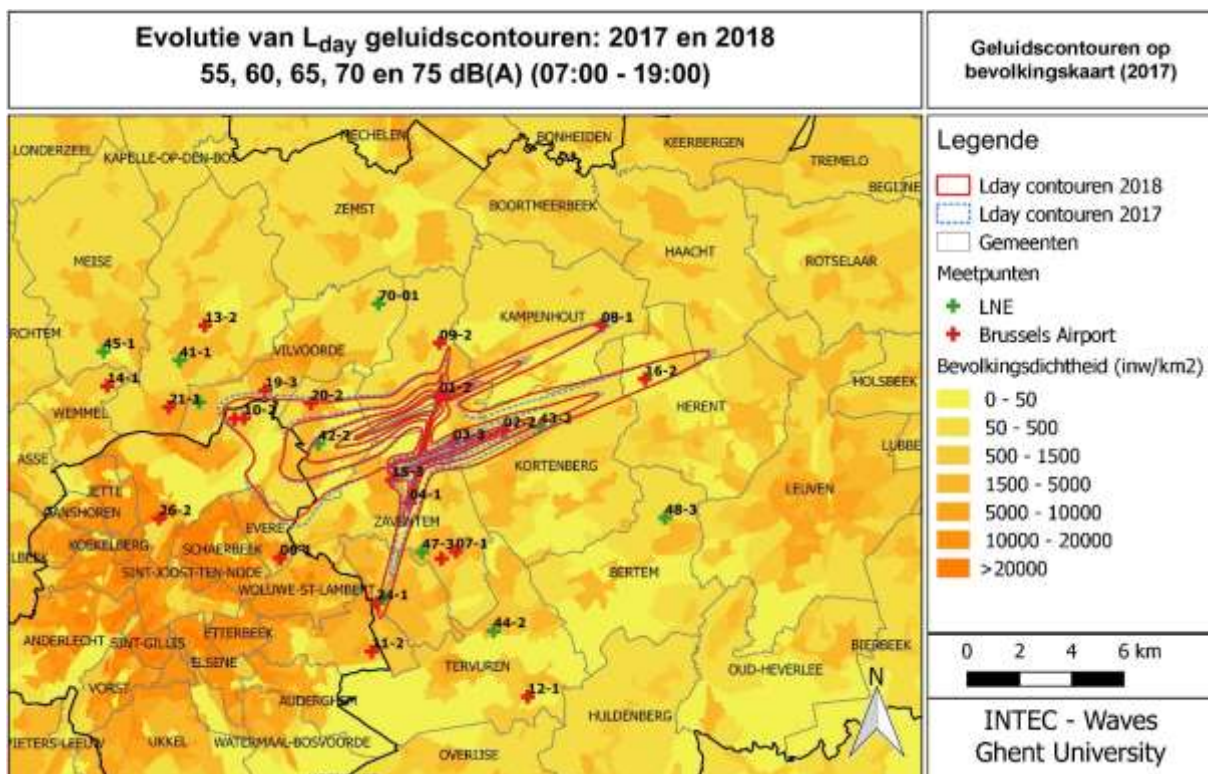 Evolutie van Lday geluidscontouren: 2017 en 2018
55, 60, 65, 70 en 75 dB(A) (07:00 - 19:00)
Geluidscontouren op
bevolkingskaart (2017)
Legende
Lday contouren 2018
Lday contouren 2017
Gemeenten
Meetpunten
LNE
Brussels Airport
Bevolkingsdichtheid (inw/km2)
0 - 50
50 - 500
500 - 1500
1500 - 5000
5000 - 10000
10000 - 20000
>20000
0 2 4 6 km
INTEC - Waves
Ghent University
N
LONDERZEEL
KAPELLE-OP-DEN-BOS
MECHELEN
BONHEIDEN
KEERBERGEN
TREMELO
BEGIJNE
ZEMST
BOORTMEERBEEK
HAACHT
ROTSELAAR
MEISE
70-01
KAMPENHOUT
08-1
RCHTEM
13-2
45-1
41-1
VILVOORDE
09-2
14-1
19-3
01-2
16-2
HOLSBEEK
WEMMEL
21-1
10-2
20-2
HERENT
42-2
03-3
02-2
43-2
LUBBE
ASSE
15-3
KORTENBERG
JETTE
04-1
LEUVEN
GANSHOREN
26-2
EVERE
ZAVENTEM
48-3
LBEEK
KOEKELBERG
SCHAERBEEK
47-3
07-1
SINT-JOOST-TEN-NODE
BERTEM
WOLUWE-ST-LAMBERT
24-1
ANDERLECHT
SINT-GILLIS
ETTERBEEK
44-2
BIERBEEK
ELSENE
11-2
TERVUREN
OUD-HEVERLEE
VORST
AUDERGHEM
12-1
HULDENBERG
PIETERS-LEEUW
UKKEL
WATERMAAL-BOSVOORDE
OVERIJSE